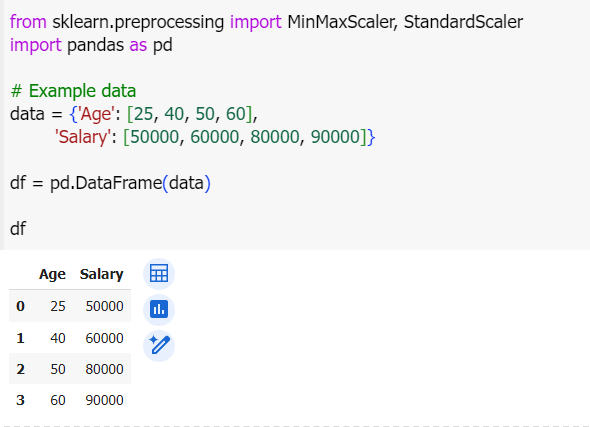 from sklearn.preprocessing import MinMaxScaler, StandardScaler
import pandas as pd
# Example data
data = {'Age': [25, 40, 50, 60],
'Salary': [50000, 60000, 80000, 90000]}
df = pd.DataFrame(data)
df
Age Salary
0 25 50000
1 40 60000
2 50 80000
3 60 90000